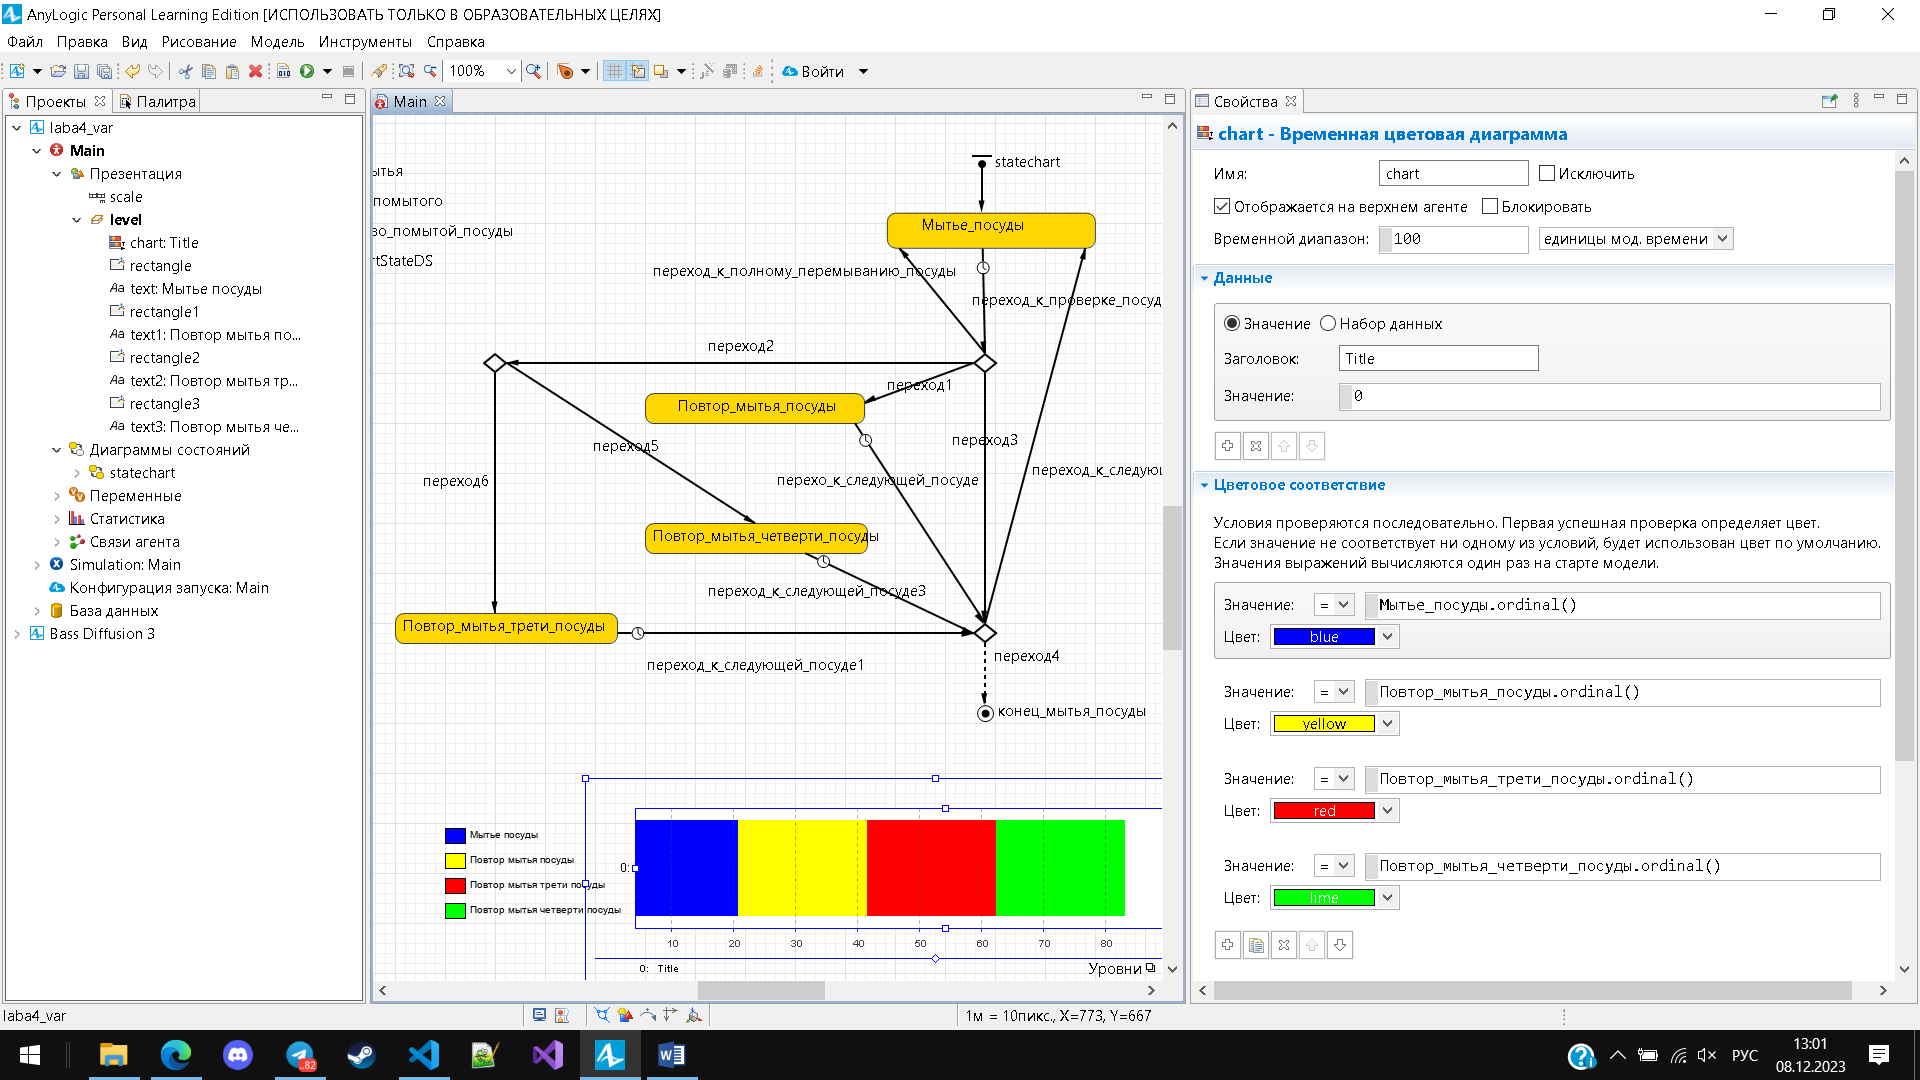 AnyLogic Personal Learning Edition [ИСПОЛЬЗОВАТЬ ТОЛЬКО В ОБРАЗОВАТЕЛЬНЫХ ЦЕЛЯХ]
Файл Правка Вид Рисование Модель Инструменты Справка
100% Войти
Проекты Палитра
laba4_var
Main
Презентация
scale
level
chart: Title
rectangle
text: Мытье посуды
rectangle1
text1: Повтор мытья по...
rectangle2
text2: Повтор мытья тр...
rectangle3
text3: Повтор мытья че...
Диаграммы состояний
statechart
Переменные
Статистика
Связи агента
Simulation: Main
Конфигурация запуска: Main
База данных
Bass Diffusion 3
Main
statechart
ытья
помытого
во_помытой_посуды
rtStateDS
Мытье_посуды
переход_к_полному_перемыванию_посуды
переход_к_проверке_посуд
переход2
переход1
Повтор_мытья_посуды
переход5
переход3
переход_к_следующ
переход6
перехо_к_следующей_посуде
Повтор_мытья_четверти_посуды
переход_к_следующей_посуде3
Повтор_мытья_трети_посуды
переход_к_следующей_посуде1
переход4
конец_мытья_посуды
Мытье посуды
Повтор мытья посуды
Повтор мытья трети посуды
Повтор мытья четверти посуды
0:
10 20 30 40 50 60 70 80
0: Title
Уровни
Свойства
chart - Временная цветовая диаграмма
Имя: chart Исключить
Отображается на верхнем агенте Блокировать
Временной диапазон: 100 единицы мод. времени
Данные
Значение Набор данных
Заголовок: Title
Значение: 0
Цветовое соответствие
Условия проверяются последовательно. Первая успешная проверка определяет цвет.
Если значение не соответствует ни одному из условий, будет использован цвет по умолчанию.
Значения выражений вычисляются один раз на старте модели.
Значение: = Мытье_посуды.ordinal()
Цвет: blue
Значение: = Повтор_мытья_посуды.ordinal()
Цвет: yellow
Значение: = Повтор_мытья_трети_посуды.ordinal()
Цвет: red
Значение: = Повтор_мытья_четверти_посуды.ordinal()
Цвет: lime
laba4_var
1м = 10пикс., X=773, Y=667
82
РУС
13:01
08.12.2023